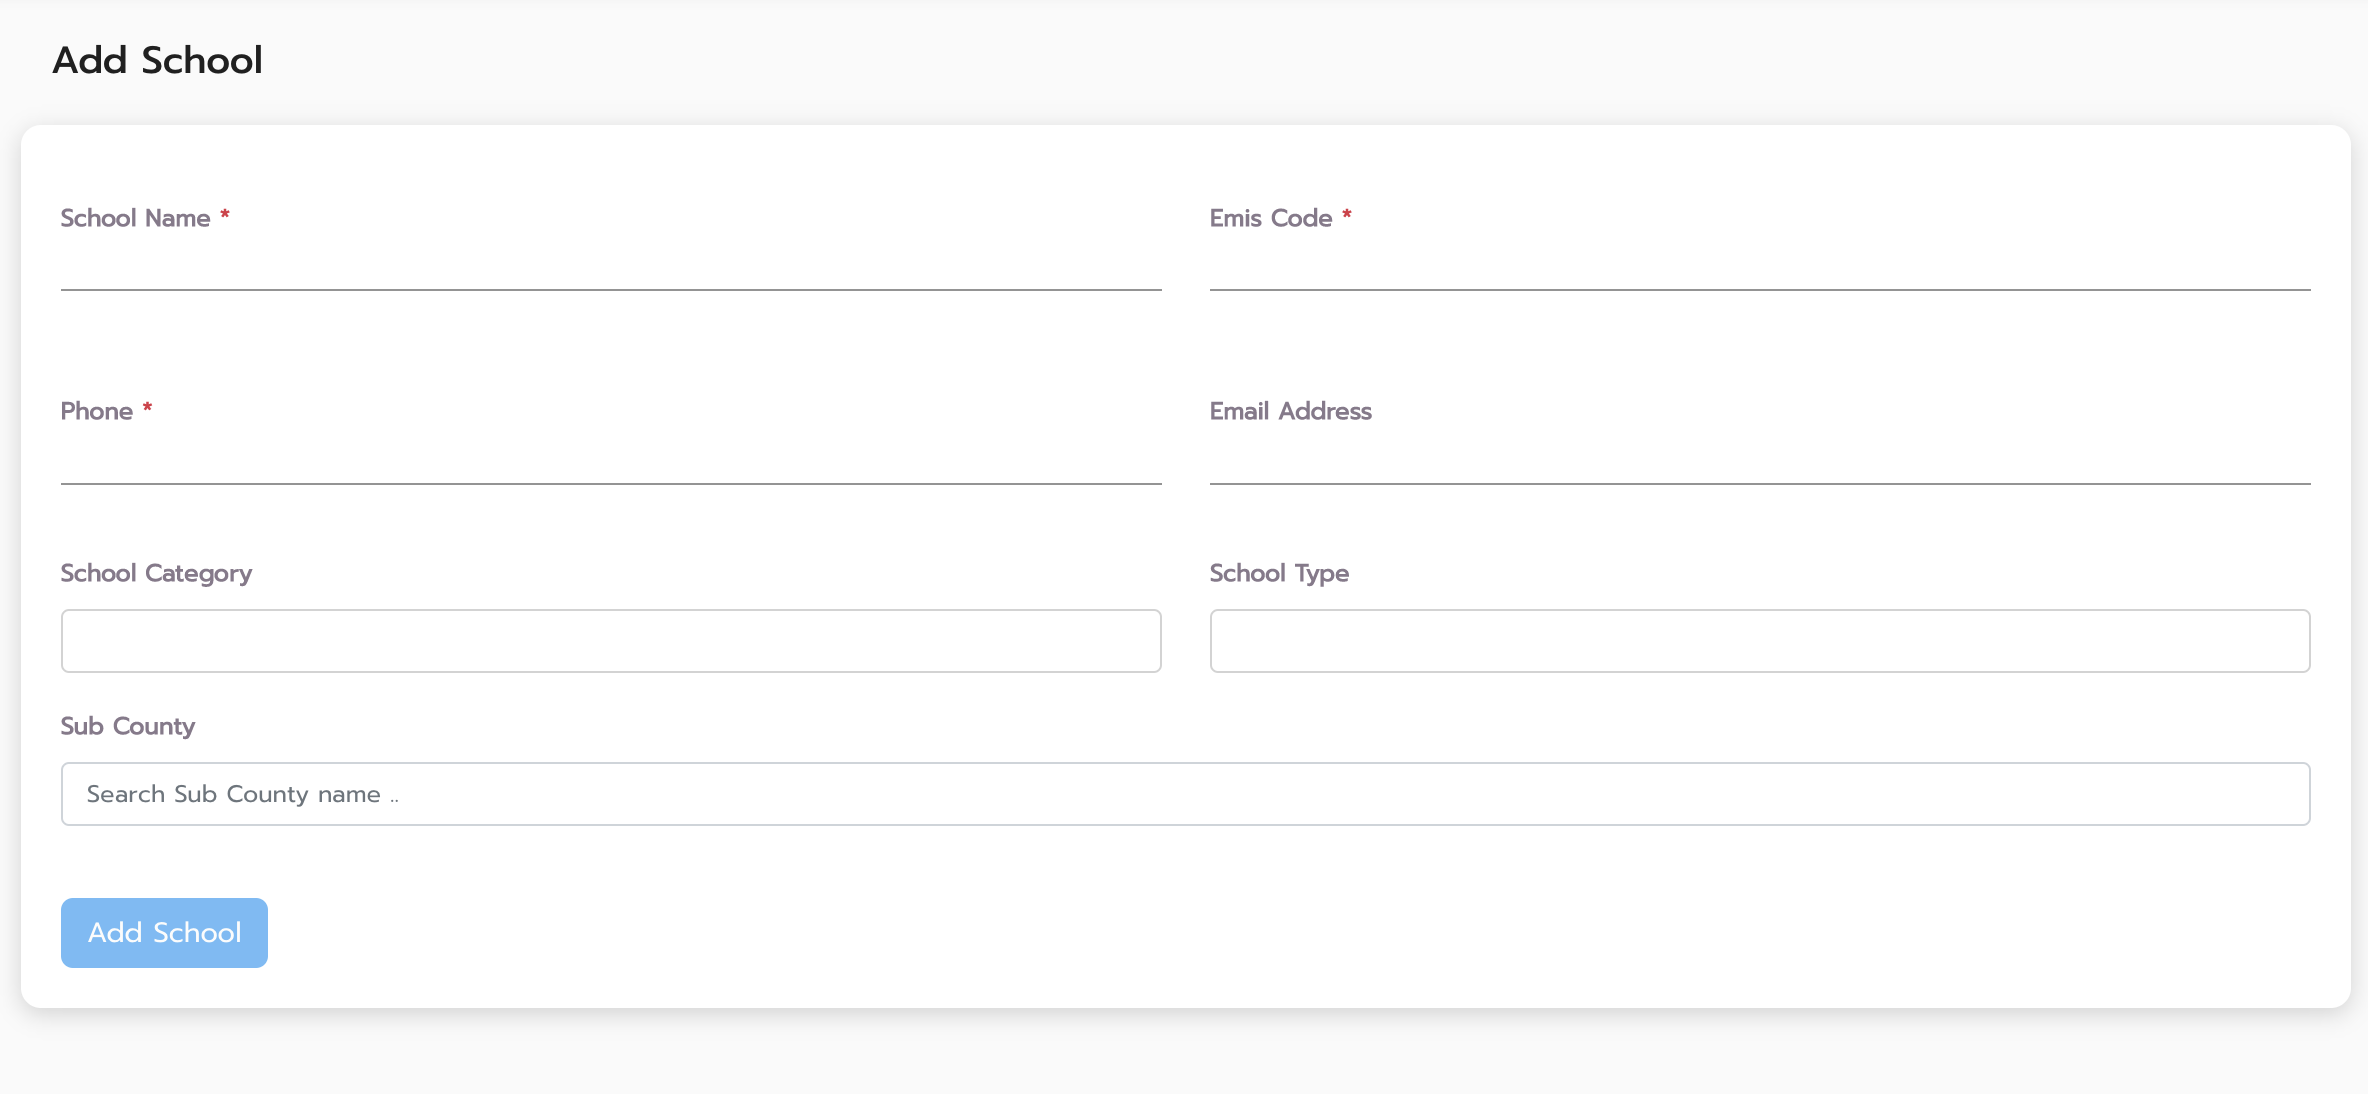 Add School
School Name *
Emis Code *
Phone *
Email Address
School Category
School Type
Sub County
Search Sub County name ..
Add School